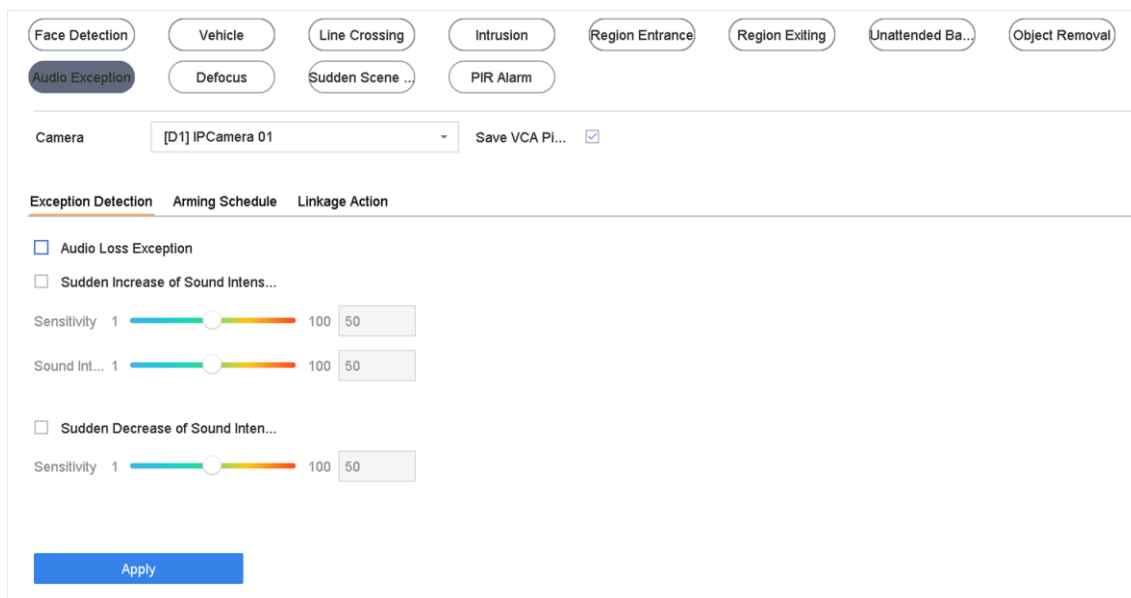 Face Detection Vehicle Line Crossing Intrusion Region Entrance Region Exiting Unattended Ba... Object Removal
Audio Exception Defocus Sudden Scene ... PIR Alarm
Camera [D1] IPCamera 01 Save VCA Pi...
Exception Detection Arming Schedule Linkage Action
Audio Loss Exception
Sudden Increase of Sound Intens...
Sensitivity 1 100 50
Sound Int... 1 100 50
Sudden Decrease of Sound Inten...
Sensitivity 1 100 50
Apply